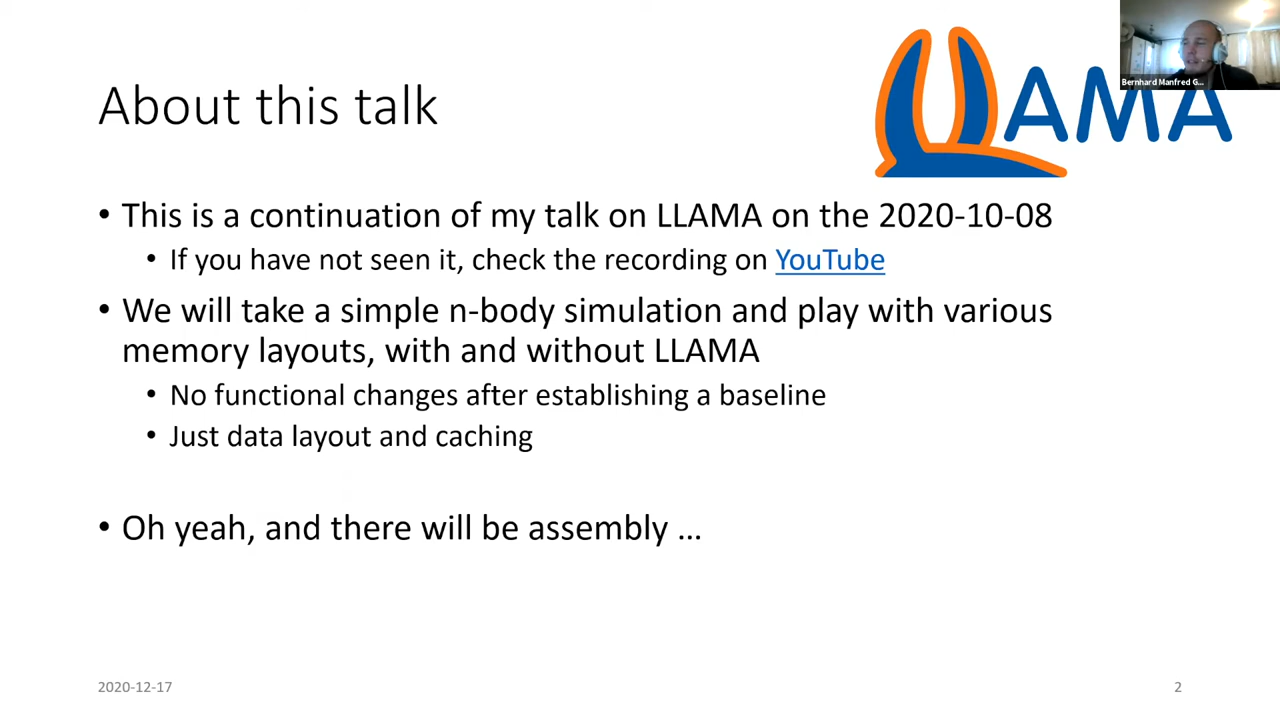 LLAMA
Bernhard Manfred G...
About this talk
• This is a continuation of my talk on LLAMA on the 2020-10-08
• If you have not seen it, check the recording on YouTube
• We will take a simple n-body simulation and play with various
memory layouts, with and without LLAMA
• No functional changes after establishing a baseline
• Just data layout and caching
• Oh yeah, and there will be assembly …
2020-12-17
2